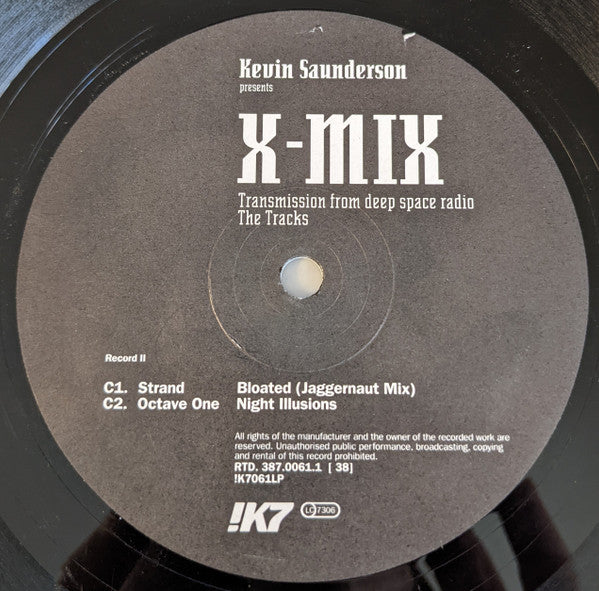 Kevin Saunderson
presents
X-MIX
Transmission from deep space radio
The Tracks
Record II
C1. Strand Bloated (Jaggernaut Mix)
C2. Octave One Night Illusions
All rights of the manufacturer and the owner of the recorded work are
reserved. Unauthorised public performance, broadcasting, copying
and rental of this record prohibited.
RTD. 387.0061.1 [ 38]
!K7061LP
!K7 LC 7306